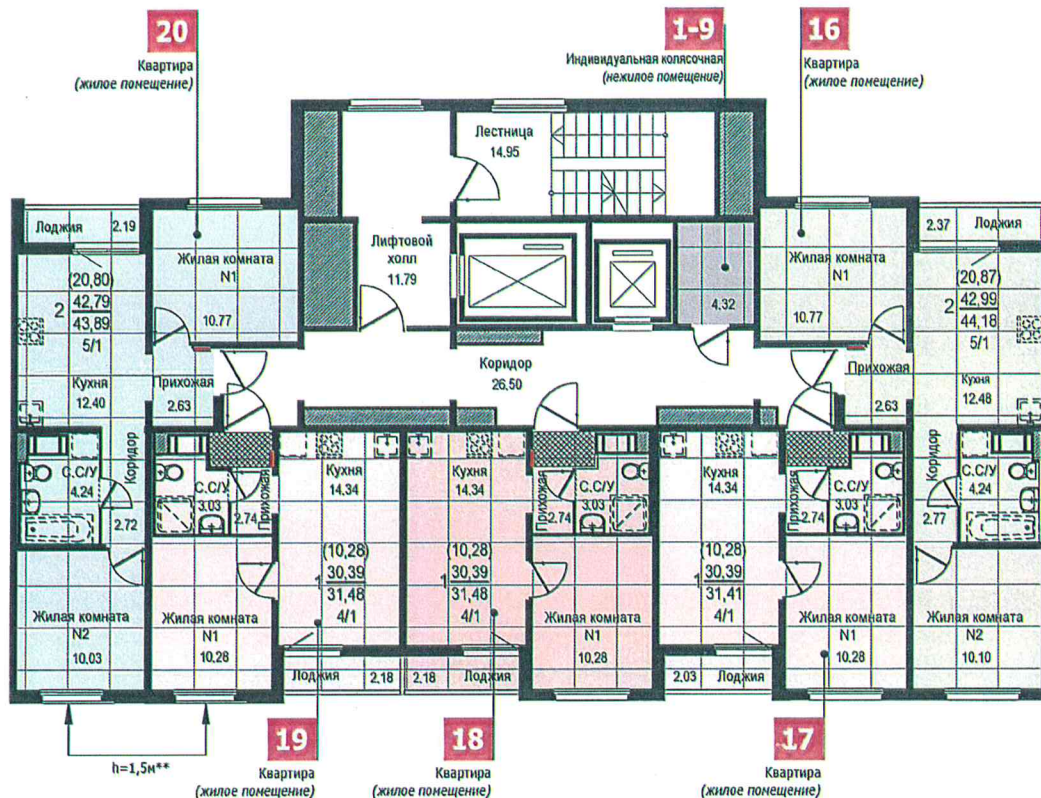 20
Квартира
(жилое помещение)
1-9
Индивидуальная колясочная
(нежилое помещение)
16
Квартира
(жилое помещение)
Лестница
14.95
Лоджия 2.19
Жилая комната
N1
10.77
Лифтовой
холл
11.79
4.32
Жилая комната
N1
10.77
2.37 Лоджия
(20,80)
2 42,79
43,89
5/1
Кухня
12.40
Прихожая
2.63
Коридор
26.50
Прихожая
2.63
(20,87)
2 42,99
44,18
5/1
Кухня
12.48
С.С/У
4.24
Коридор
2.72
С.С/У
3.03
2.74
Прихожая
Кухня
14.34
Кухня
14.34
Прихожая
2.74
С.С/У
3.03
Кухня
14.34
Прихожая
2.74
С.С/У
3.03
Коридор
2.77
С.С/У
4.24
(10,28)
1 30,39
31,48
4/1
(10,28)
1 30,39
31,48
4/1
(10,28)
1 30,39
31,41
4/1
Жилая комната
N2
10.03
Жилая комната
N1
10.28
Жилая комната
N1
10.28
Жилая комната
N1
10.28
Жилая комната
N2
10.10
Лоджия 2,18
2,18 Лоджия
2,03 Лоджия
h=1,5м**
19
Квартира
(жилое помещение)
18
Квартира
(жилое помещение)
17
Квартира
(жилое помещение)